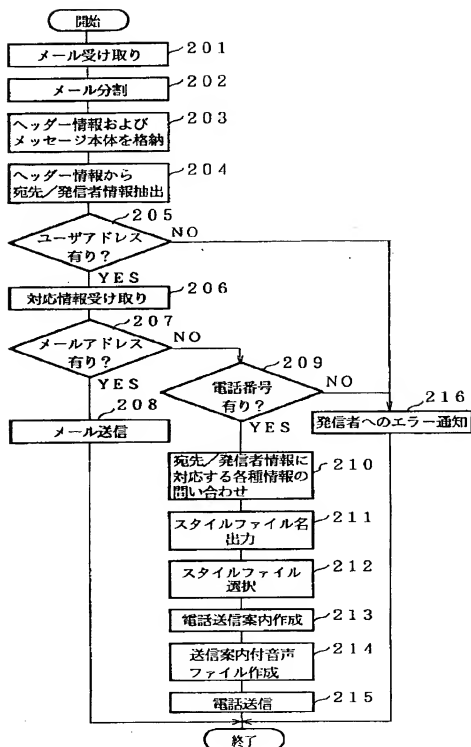 開始
メール受け取り
201
メール分割
202
ヘッダー情報および
メッセージ本体を格納
203
ヘッダー情報から
宛先／発信者情報抽出
204
205
ユーザアドレス
有り？
NO
YES
対応情報受け取り
206
207
メールアドレス
有り？
NO
YES
209
電話番号
有り？
NO
YES
208
メール送信
216
発信者へのエラー通知
宛先／発信者情報に
対応する各種情報の
問い合わせ
210
スタイルファイル名
出力
211
スタイルファイル
選択
212
電話送信案内作成
213
送信案内付音声
ファイル作成
214
電話送信
215
終了